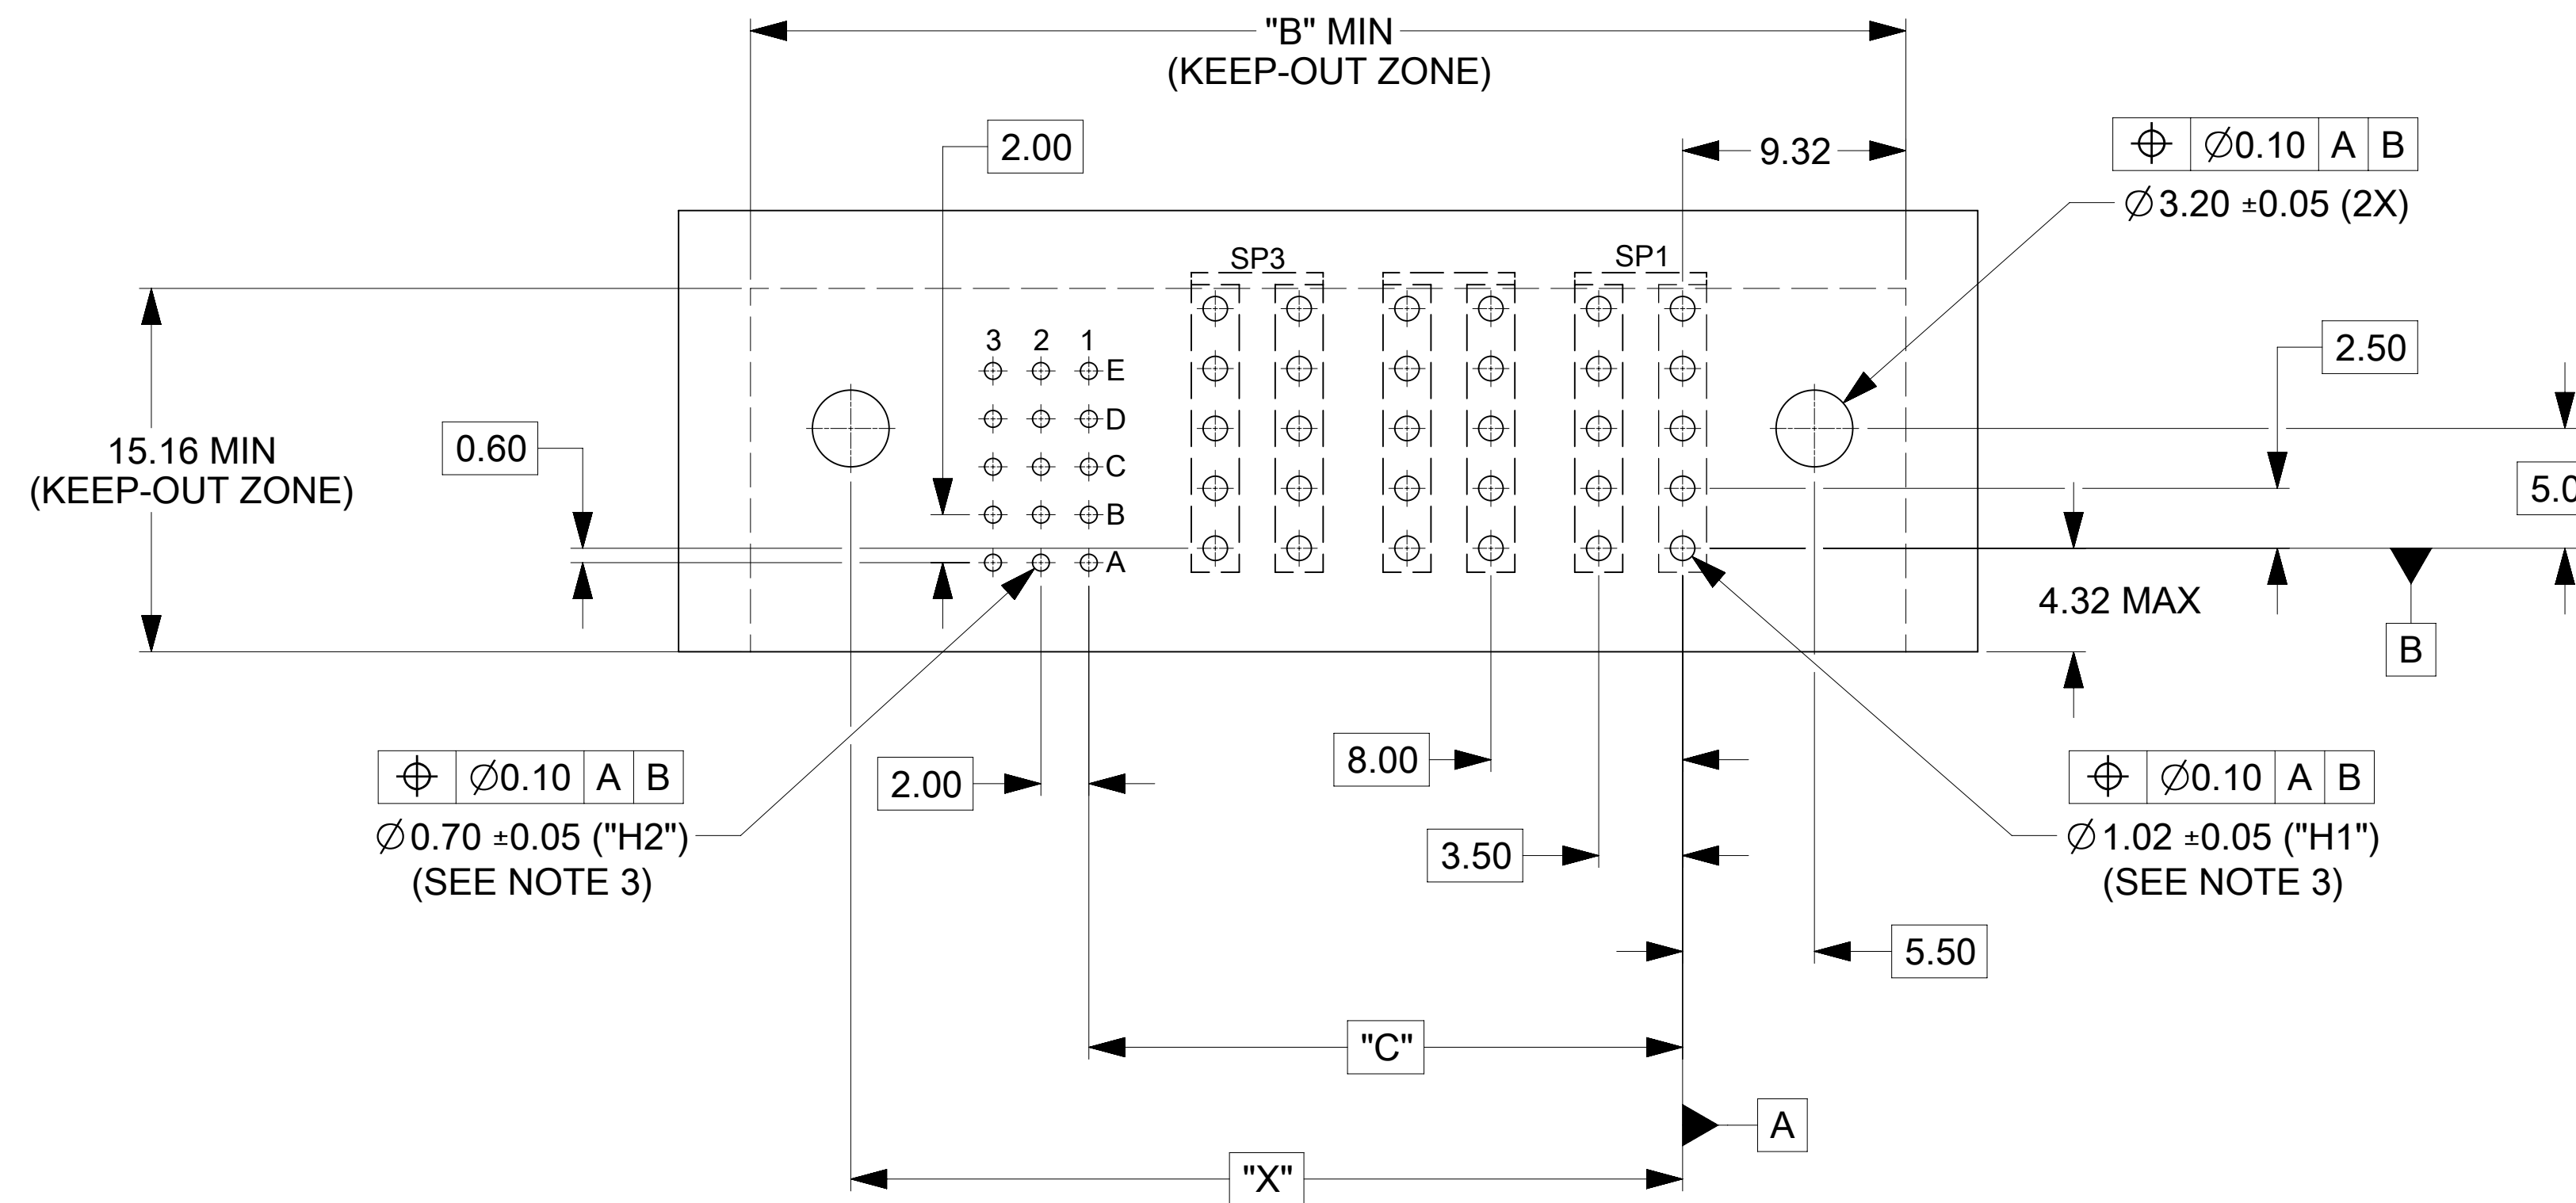 "B" MIN
(KEEP-OUT ZONE)
2.00
9.32
⌖ ∅0.10 A B
∅3.20 ±0.05 (2X)
SP3
SP1
3 2 1
E
2.50
D
15.16 MIN
(KEEP-OUT ZONE)
0.60
C
5.0
B
A
4.32 MAX
B
⌖ ∅0.10 A B
∅0.70 ±0.05 ("H2")
(SEE NOTE 3)
2.00
8.00
⌖ ∅0.10 A B
∅1.02 ±0.05 ("H1")
(SEE NOTE 3)
3.50
5.50
"C"
A
"X"